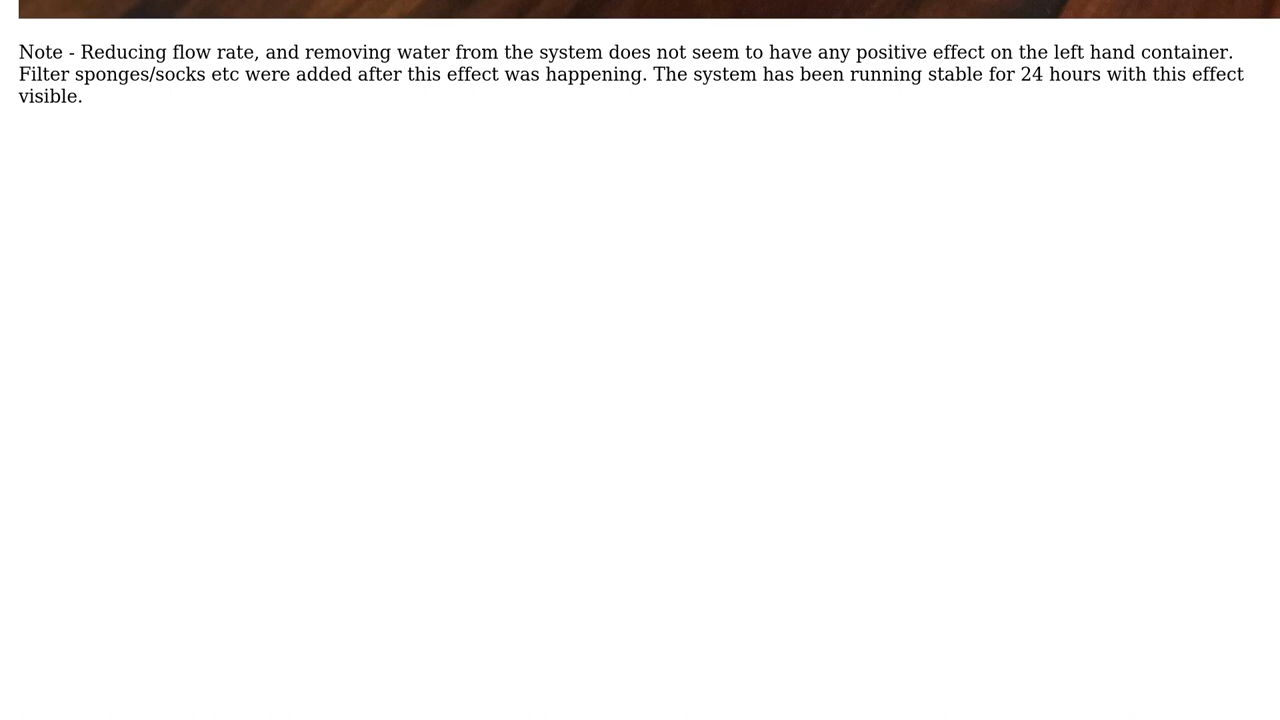 Note - Reducing flow rate, and removing water from the system does not seem to have any positive effect on the left hand container.
Filter sponges/socks etc were added after this effect was happening. The system has been running stable for 24 hours with this effect
visible.